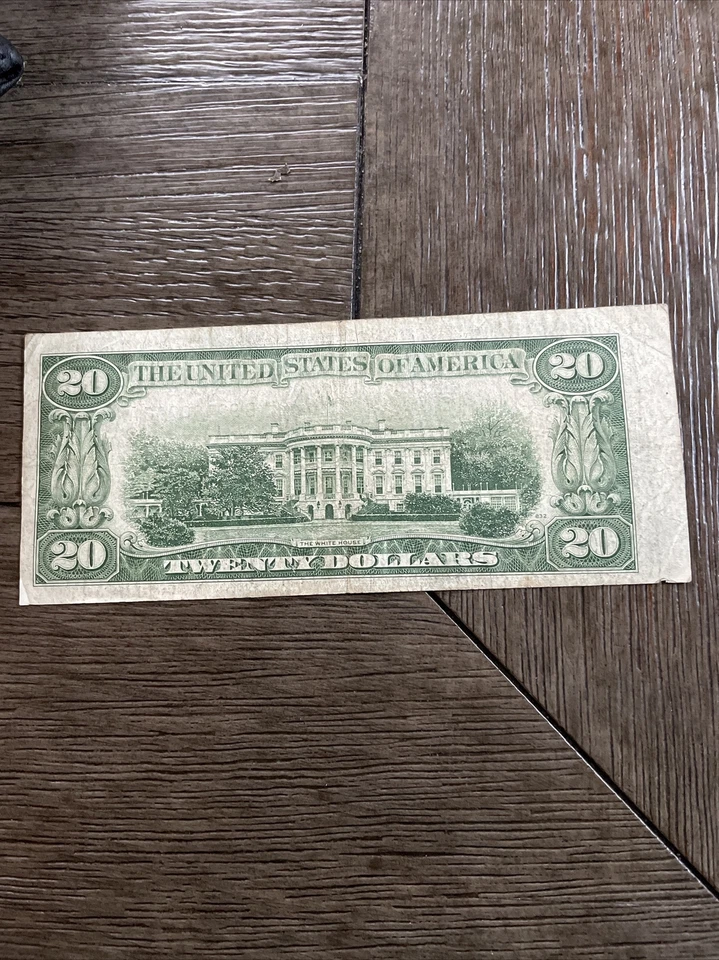 20 THE UNITED STATES OF AMERICA 20
THE WHITE HOUSE
20 TWENTY DOLLARS 20